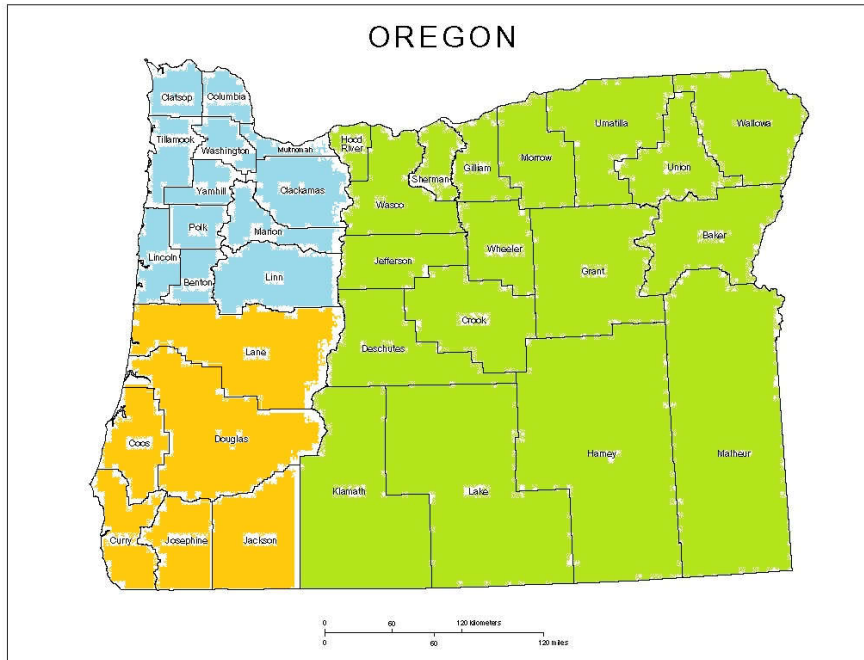 OREGON
Clatsop
Columbia
Tillamook
Washington
Multnomah
Hood
River
Umatilla
Wallowa
Gilliam
Morrow
Union
Sherman
Yamhill
Clackamas
Wasco
Polk
Marion
Baker
Wheeler
Lincoln
Jefferson
Grant
Benton
Linn
Crook
Lane
Deschutes
Coos
Douglas
Harney
Malheur
Klamath
Lake
Curry
Josephine
Jackson
0 60 120 kilometers
0 60 120 miles